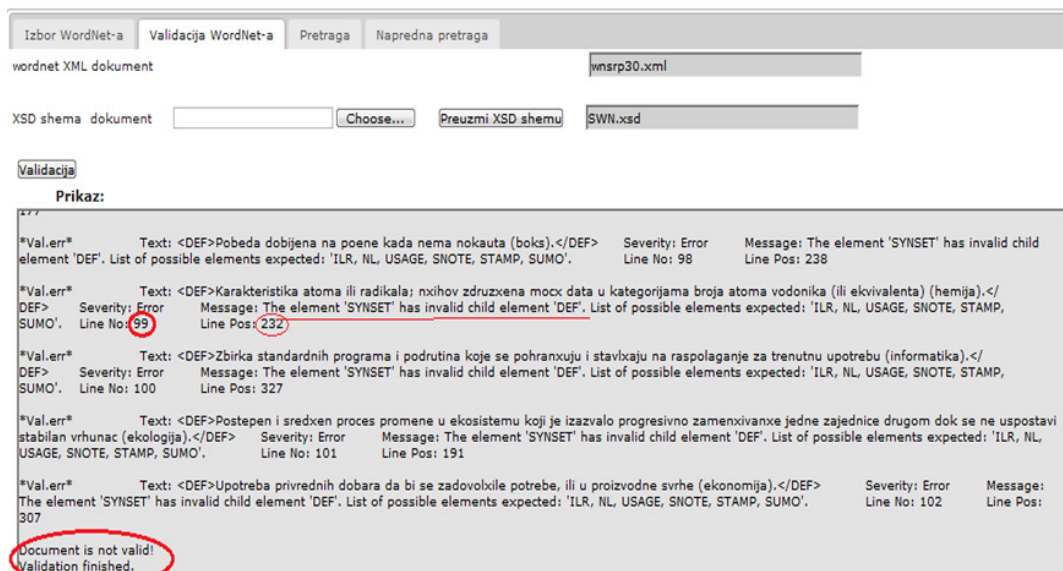 Izbor WordNet-a Validacija WordNet-a Pretraga Napredna pretraga
wordnet XML dokument wnsrp30.xml
XSD shema dokument Choose... Preuzmi XSD shemu SWN.xsd
Validacija
Prikaz:
177
*Val.err* Text: <DEF>Pobeda dobijena na poene kada nema nokauta (boks).</DEF> Severity: Error Message: The element 'SYNSET' has invalid child
element 'DEF'. List of possible elements expected: 'ILR, NL, USAGE, SNOTE, STAMP, SUMO'. Line No: 98 Line Pos: 238
*Val.err* Text: <DEF>Karakteristika atoma ili radikala; nxihov zdruzxena mocx data u kategorijama broja atoma vodonika (ili ekvivalenta) (hemija).</
DEF> Severity: Error Message: The element 'SYNSET' has invalid child element 'DEF'. List of possible elements expected: 'ILR, NL, USAGE, SNOTE, STAMP,
SUMO'. Line No: 99 Line Pos: 232
*Val.err* Text: <DEF>Zbirka standardnih programa i podrutina koje se pohranxuju i stavlxaju na raspolaganje za trenutnu upotrebu (informatika).</
DEF> Severity: Error Message: The element 'SYNSET' has invalid child element 'DEF'. List of possible elements expected: 'ILR, NL, USAGE, SNOTE, STAMP,
SUMO'. Line No: 100 Line Pos: 327
*Val.err* Text: <DEF>Postepen i sredxen proces promene u ekosistemu koji je izazvalo progresivno zamenxivanxe jedne zajednice drugom dok se ne uspostavi
stabilan vrhunac (ekologija).</DEF> Severity: Error Message: The element 'SYNSET' has invalid child element 'DEF'. List of possible elements expected: 'ILR, NL,
USAGE, SNOTE, STAMP, SUMO'. Line No: 101 Line Pos: 191
*Val.err* Text: <DEF>Upotreba privrednih dobara da bi se zadovolxile potrebe, ili u proizvodne svrhe (ekonomija).</DEF> Severity: Error Message:
The element 'SYNSET' has invalid child element 'DEF'. List of possible elements expected: 'ILR, NL, USAGE, SNOTE, STAMP, SUMO'. Line No: 102 Line Pos:
307
Document is not valid!
Validation finished.